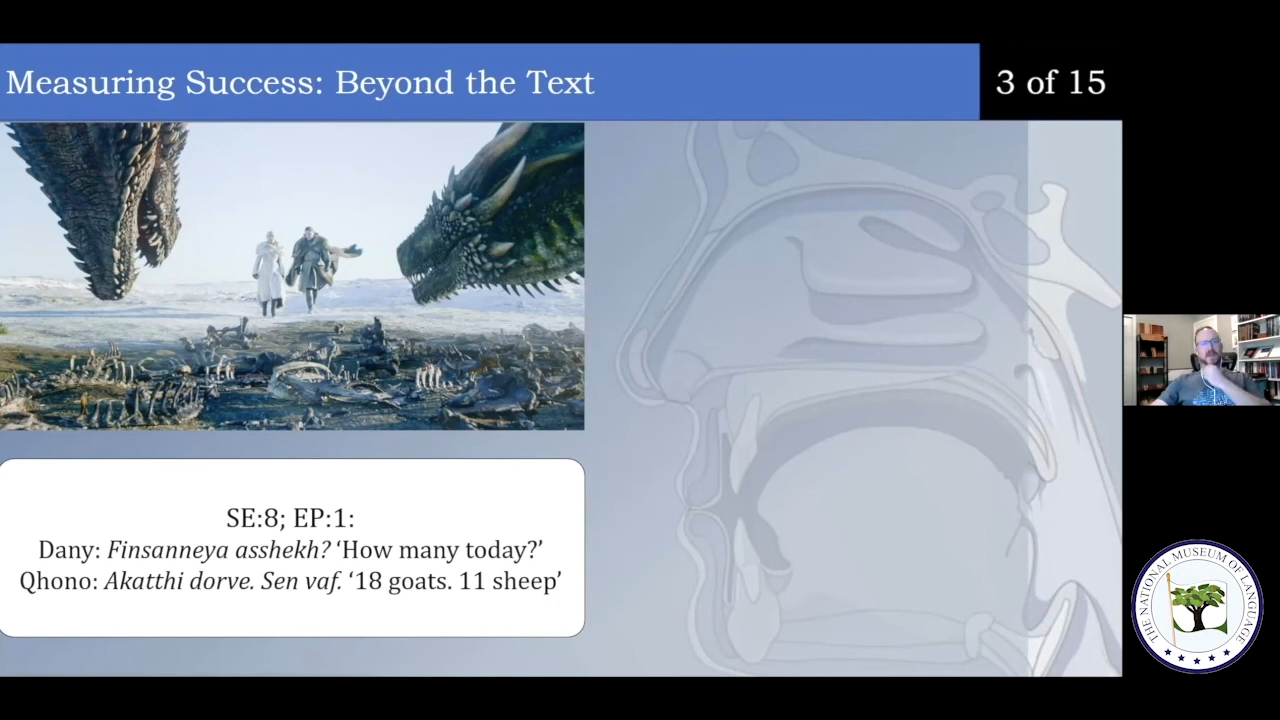 Measuring Success: Beyond the Text
3 of 15
SE:8; EP:1:
Dany: Finsanneya asshekh? ‘How many today?’
Qhono: Akatthi dorve. Sen vaf. ‘18 goats. 11 sheep’
THE NATIONAL MUSEUM OF LANGUAGE